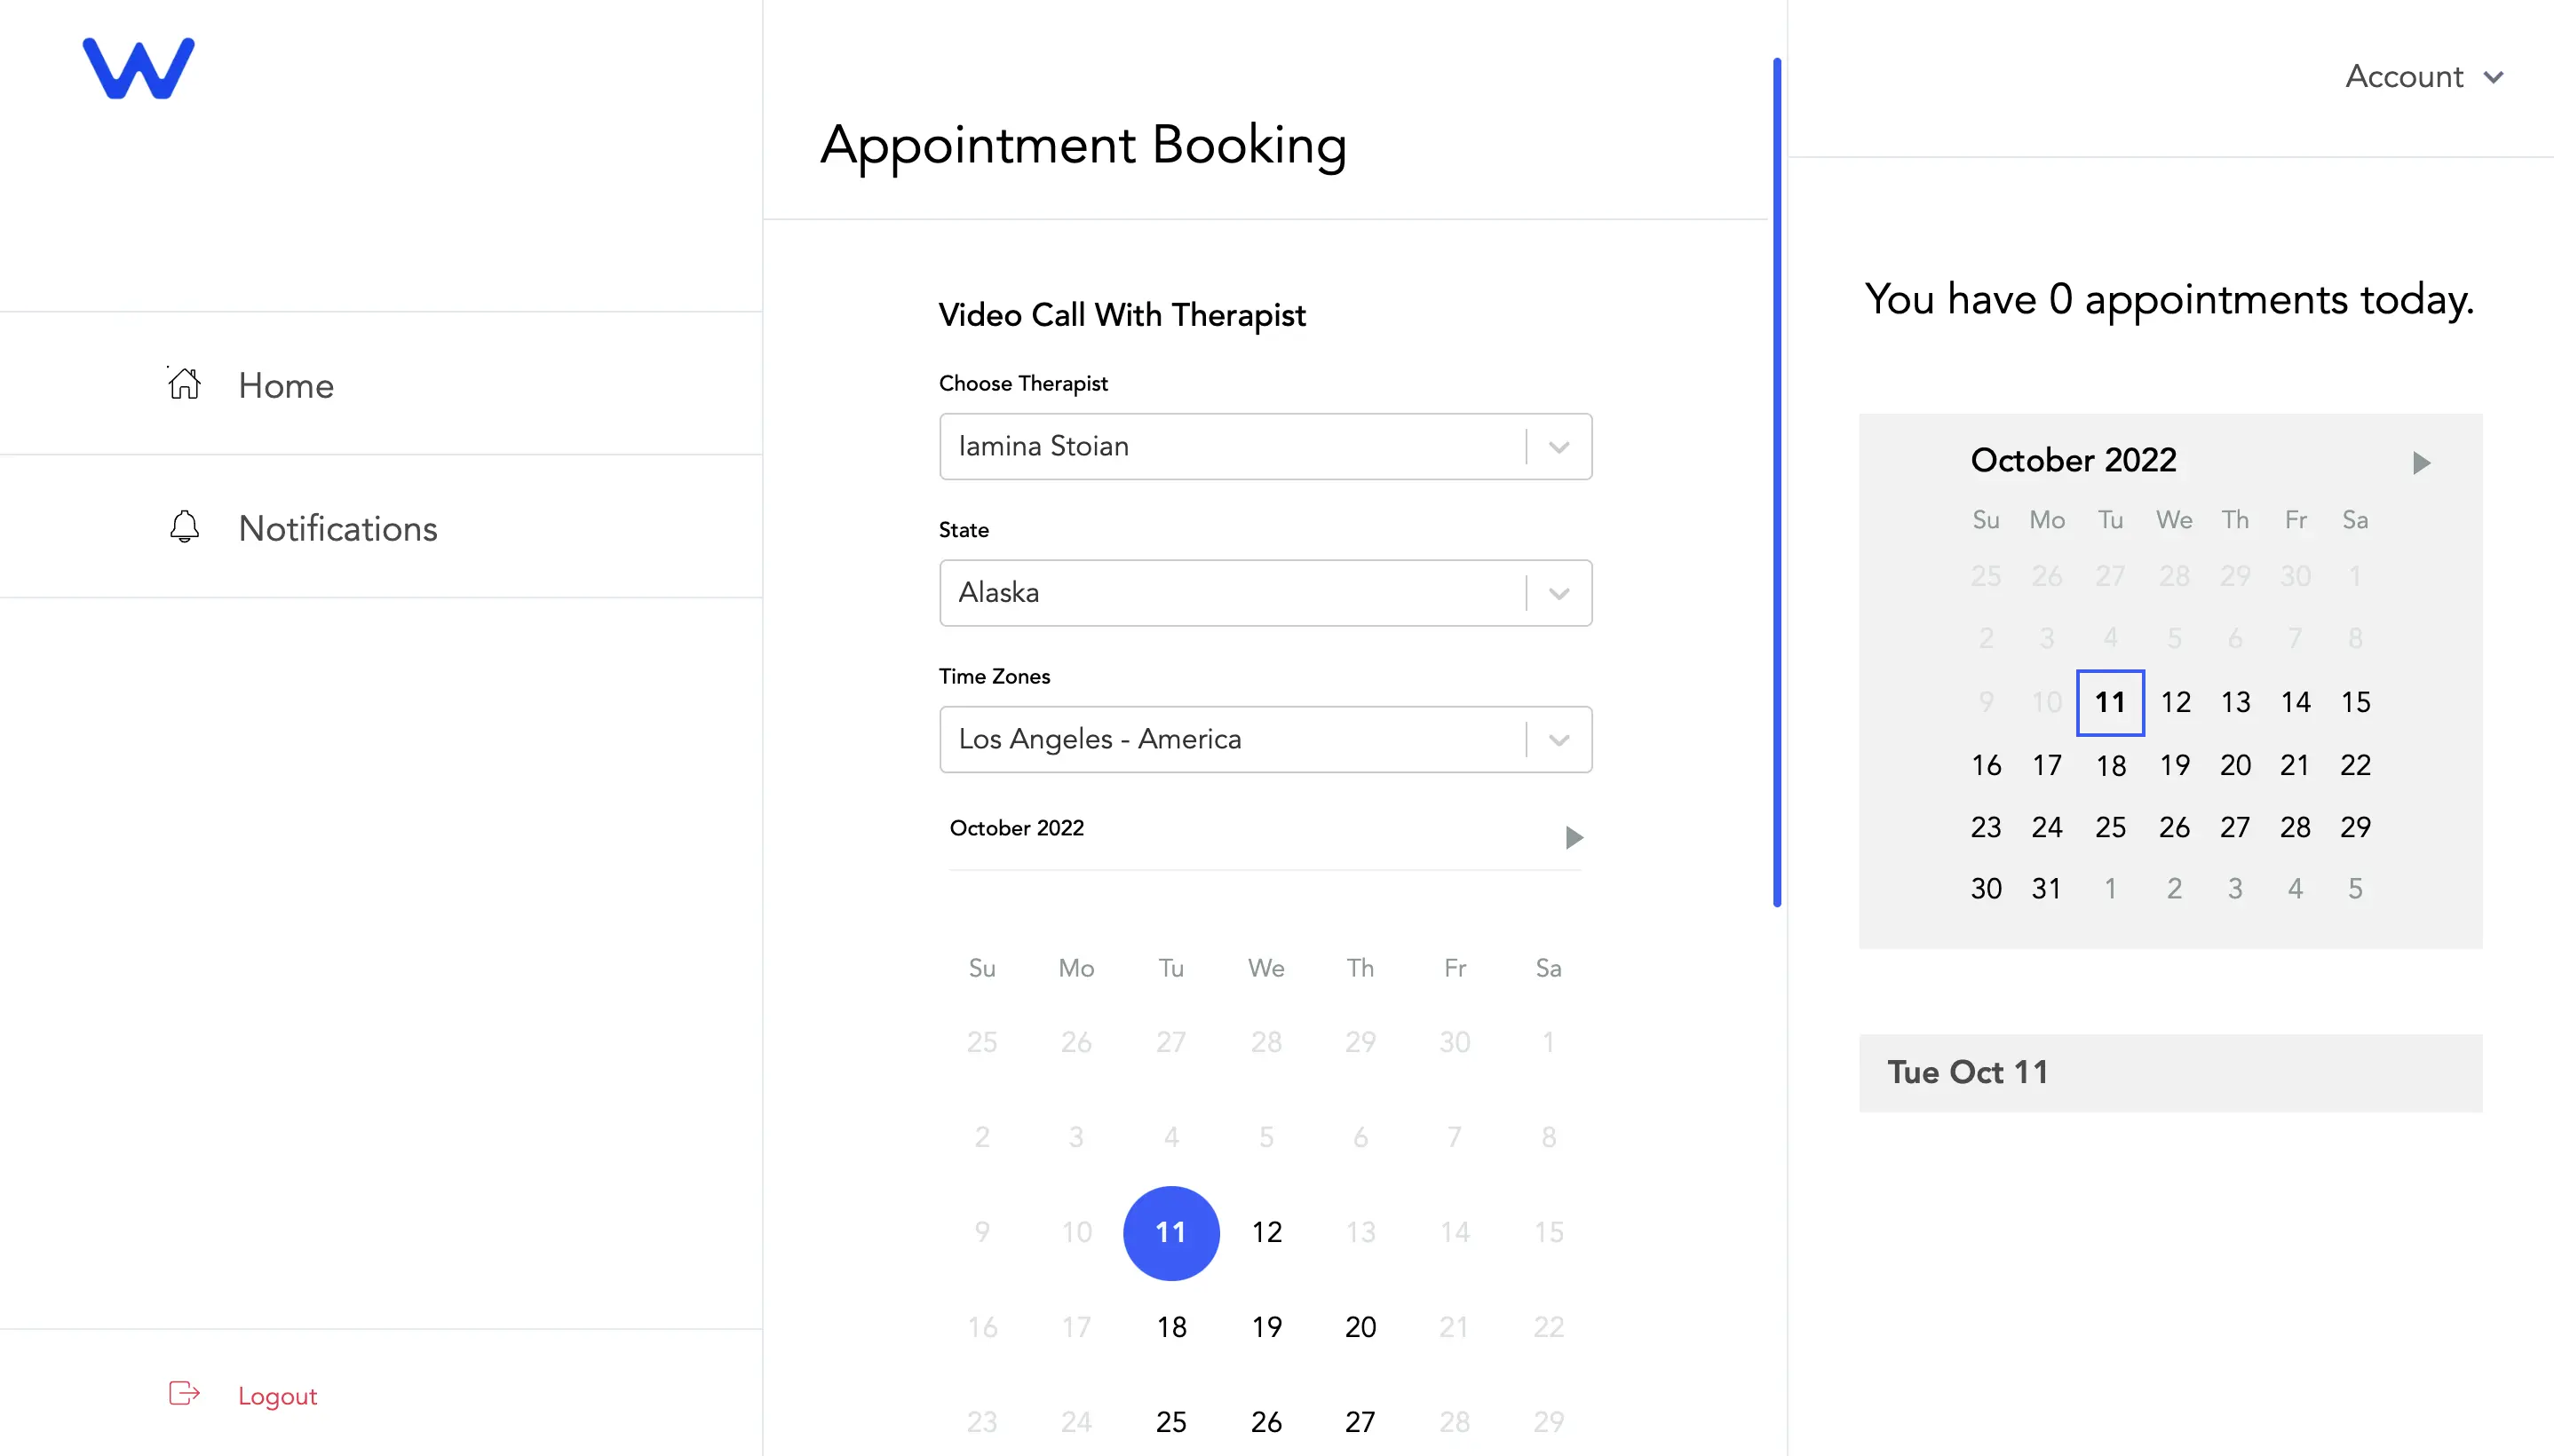 Home
Notifications
Logout
Appointment Booking
Video Call With Therapist
Choose Therapist
Iamina Stoian
State
Alaska
Time Zones
Los Angeles - America
October 2022
Su Mo Tu We Th Fr Sa
25 26 27 28 29 30 1
2 3 4 5 6 7 8
9 10 11 12 13 14 15
16 17 18 19 20 21 22
23 24 25 26 27 28 29
Account
You have 0 appointments today.
October 2022
Su Mo Tu We Th Fr Sa
25 26 27 28 29 30 1
2 3 4 5 6 7 8
9 10 11 12 13 14 15
16 17 18 19 20 21 22
23 24 25 26 27 28 29
30 31 1 2 3 4 5
Tue Oct 11